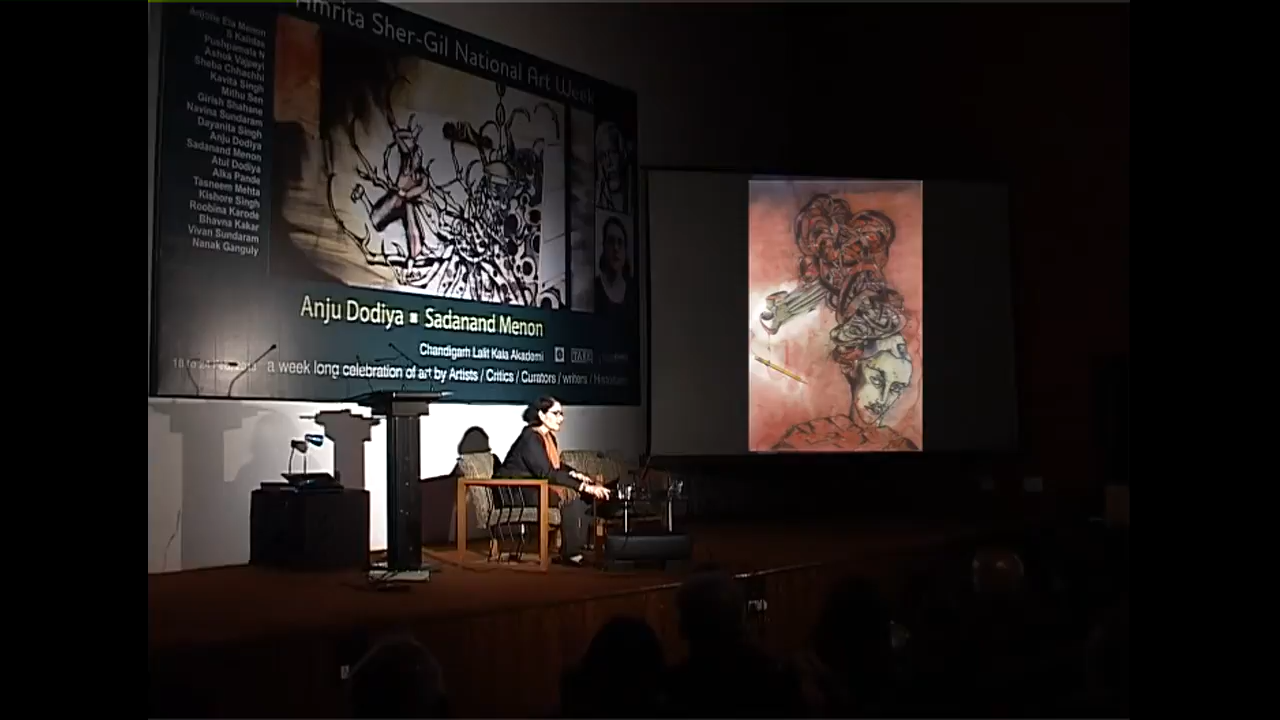 Amrita Sher-Gil National Art Week
Anjolie Ela Menon
S Kalidas
Pushpamala N
Ashok Vajpeyi
Sheba Chhachhi
Kavita Singh
Mithu Sen
Girish Shahane
Navina Sundaram
Dayanita Singh
Anju Dodiya
Sadanand Menon
Atul Dodiya
Alka Pande
Tasneem Mehta
Kishore Singh
Roobina Karode
Bhavna Kakar
Vivan Sundaram
Nanak Ganguly
Anju Dodiya ▪ Sadanand Menon
Chandigarh Lalit Kala Akademi
a week long celebration of art by Artists / Critics / Curators / writers /